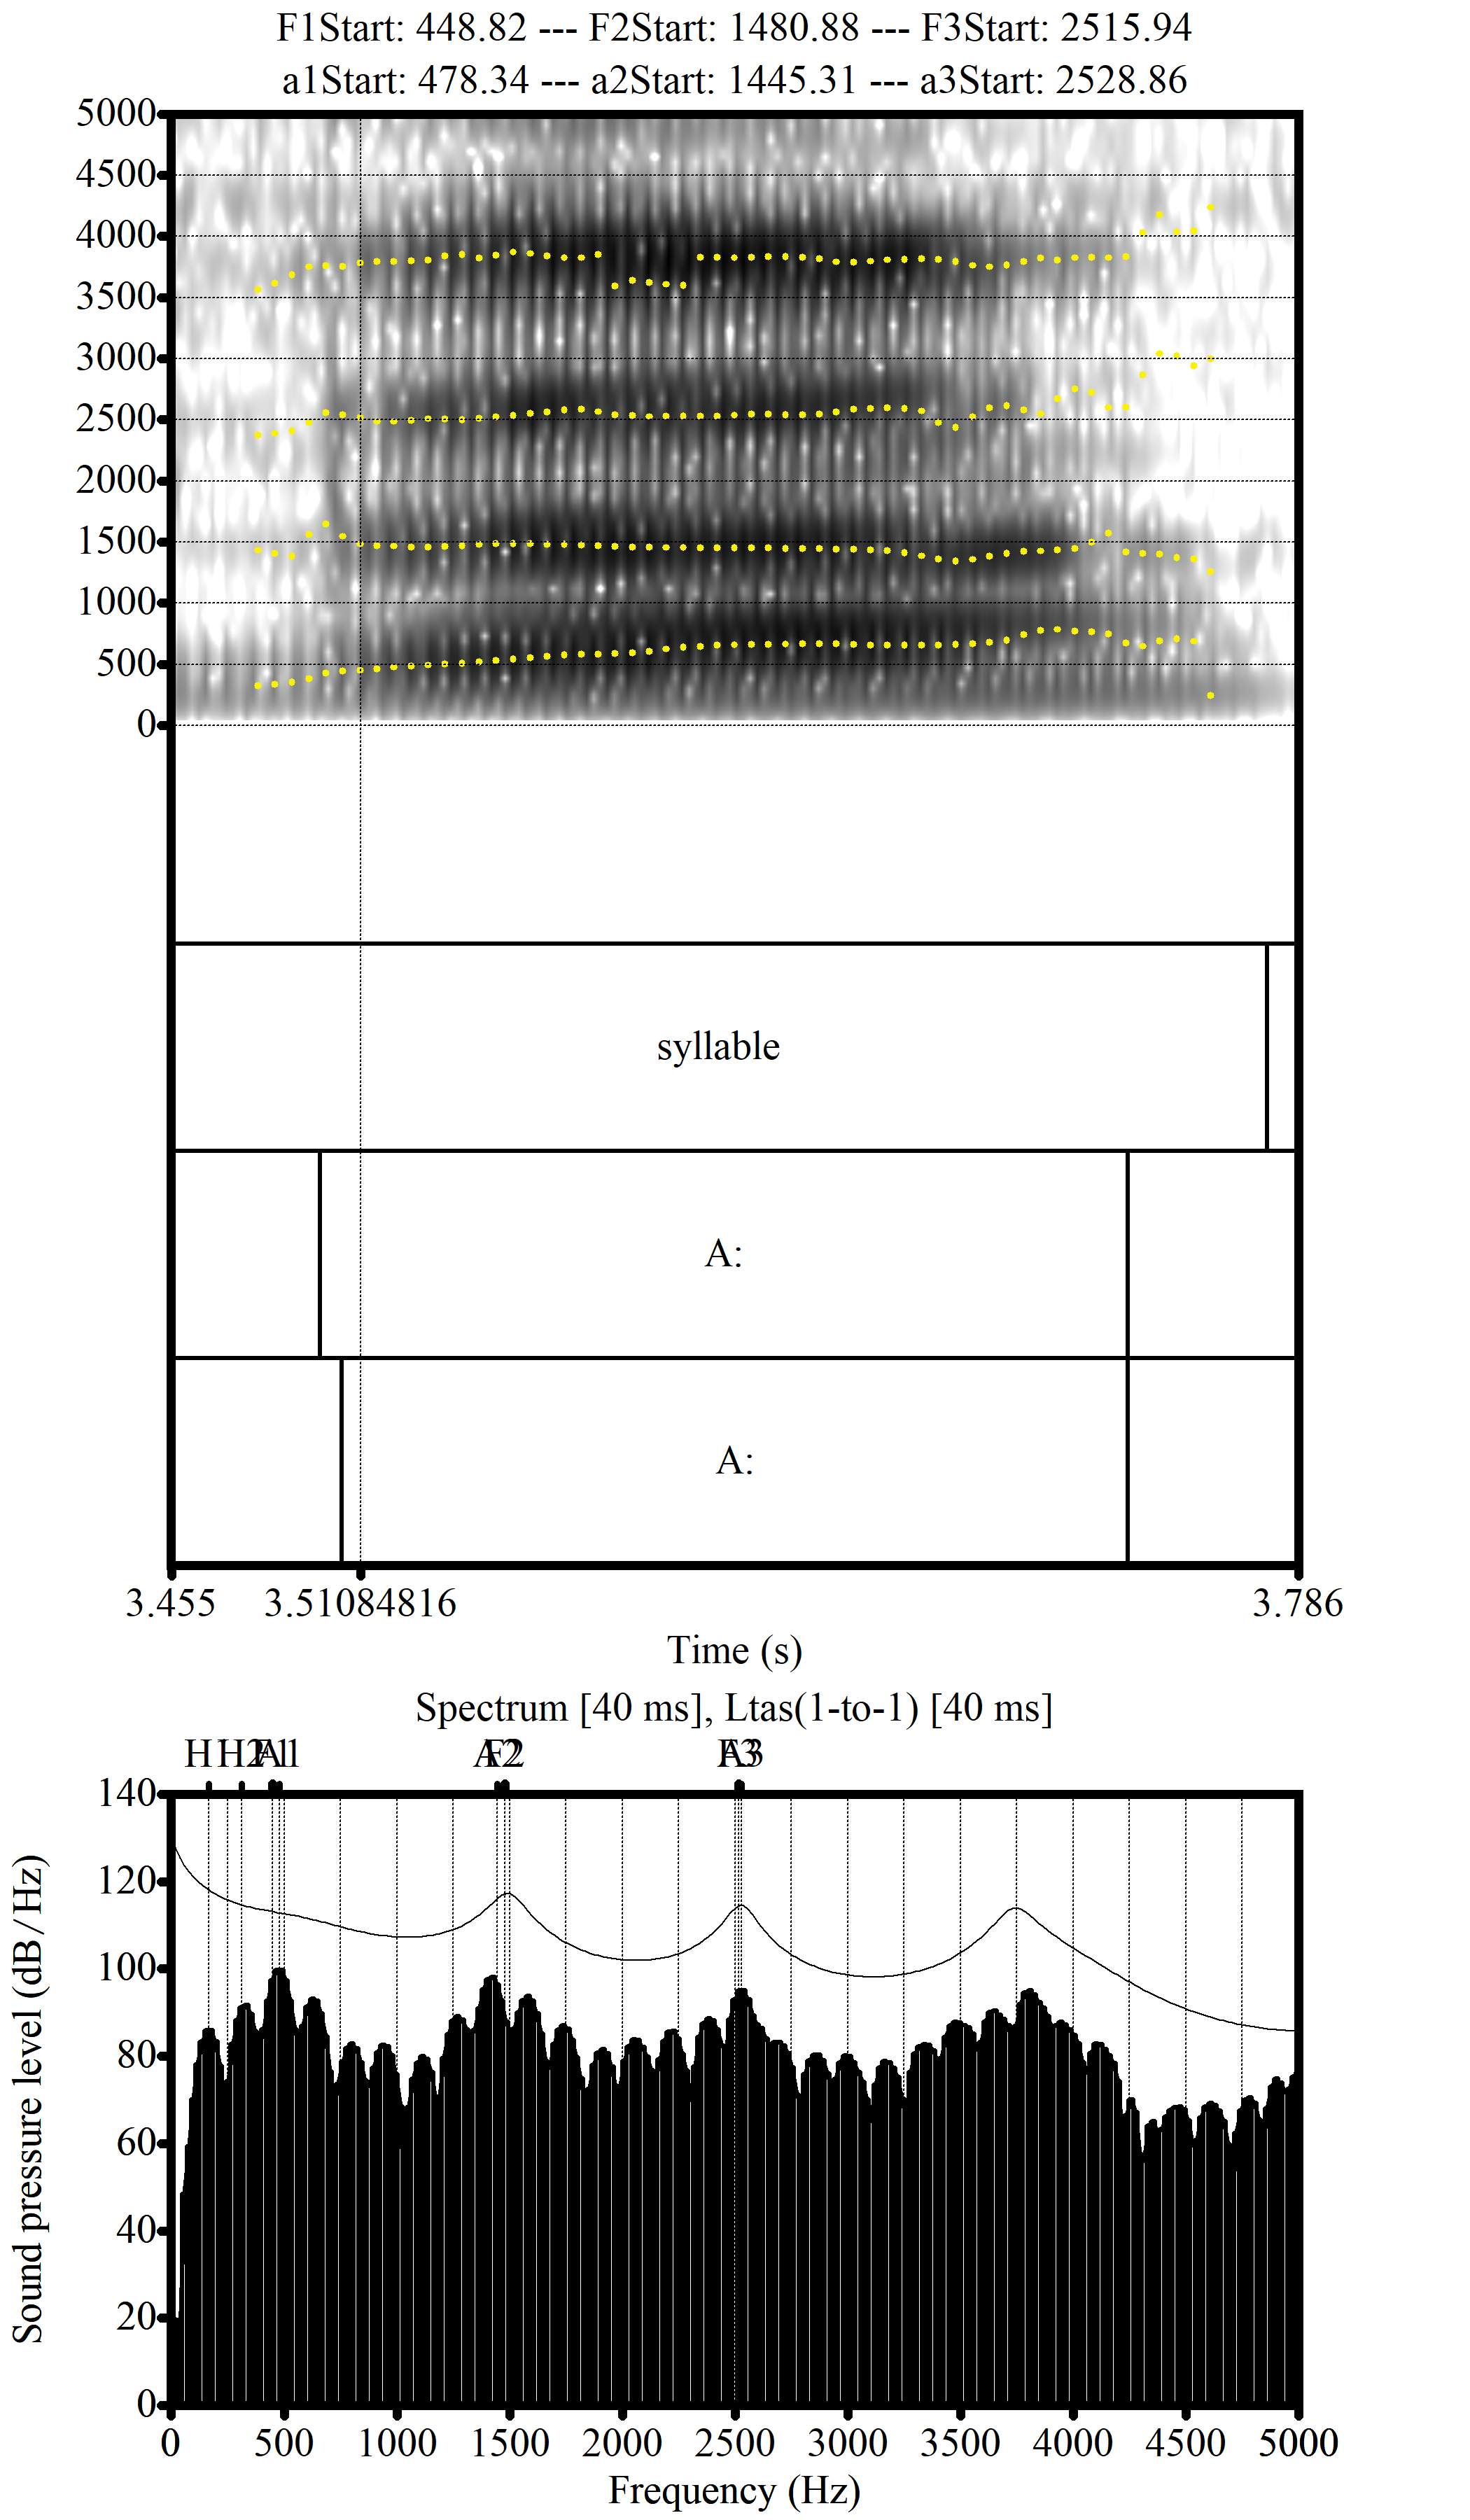 F1Start: 448.82 --- F2Start: 1480.88 --- F3Start: 2515.94
a1Start: 478.34 --- a2Start: 1445.31 --- a3Start: 2528.86
5000
4500
4000
3500
3000
2500
2000
1500
1000
500
0
syllable
A:
A:
3.455 3.51084816 3.786
Time (s)
Spectrum [40 ms], Ltas(1-to-1) [40 ms]
140
120
100
80
60
40
20
0
Sound pressure level (dB/Hz)
0 500 1000 1500 2000 2500 3000 3500 4000 4500 5000
Frequency (Hz)